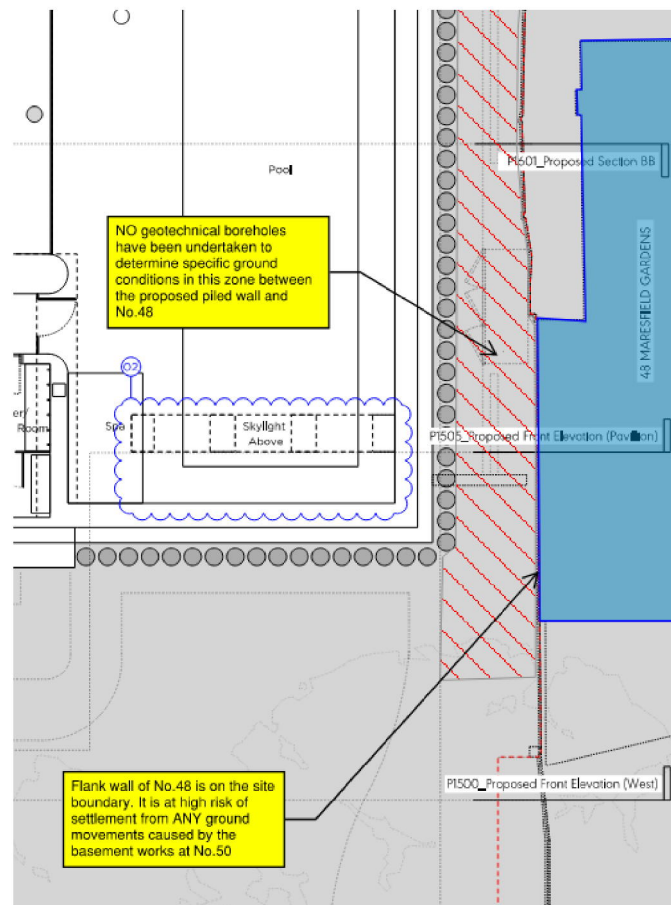 Pool
P1601_Proposed Section BB
NO geotechnical boreholes
have been undertaken to
determine specific ground
conditions in this zone between
the proposed piled wall and
No.48
48 MARESFIELD GARDENS
02
er/
Room
Spa
Skylight
Above
P1505_Proposed Front Elevation (Pavilion)
Flank wall of No.48 is on the site
boundary. It is at high risk of
settlement from ANY ground
movements caused by the
basement works at No.50
P1500_Proposed Front Elevation (West)